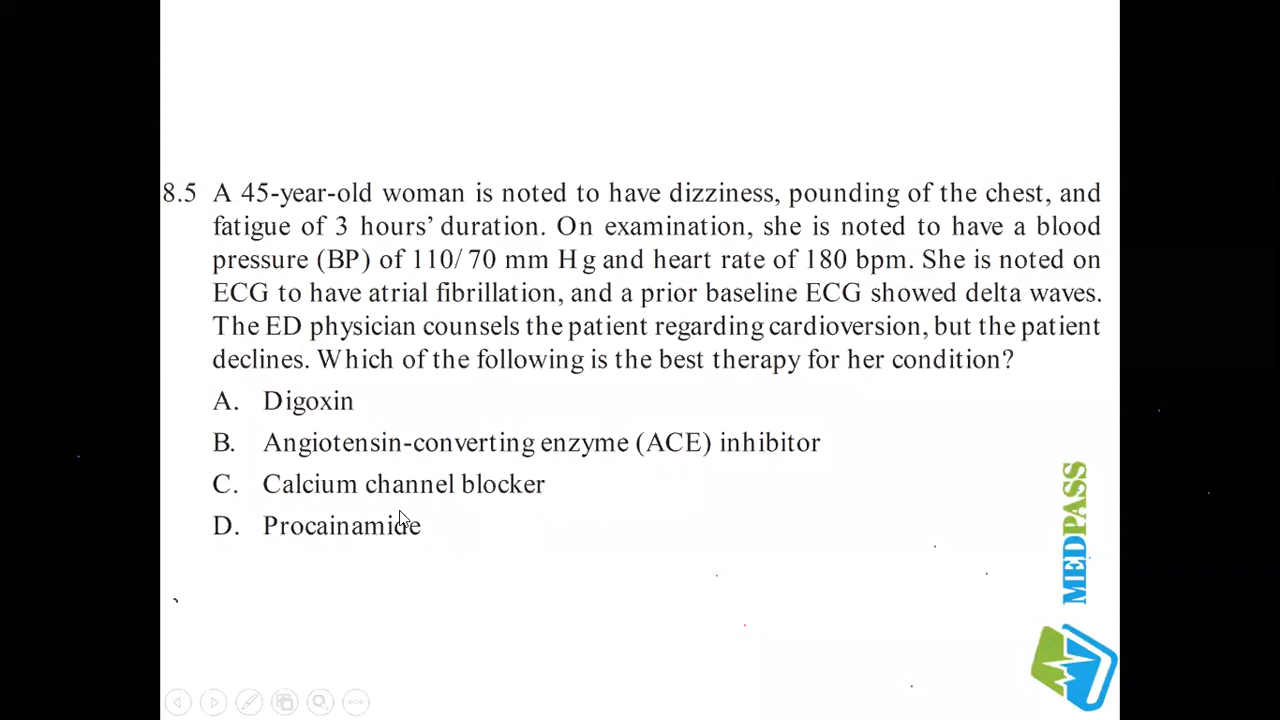 8.5 A 45-year-old woman is noted to have dizziness, pounding of the chest, and
fatigue of 3 hours’ duration. On examination, she is noted to have a blood
pressure (BP) of 110/ 70 mm H g and heart rate of 180 bpm. She is noted on
ECG to have atrial fibrillation, and a prior baseline ECG showed delta waves.
The ED physician counsels the patient regarding cardioversion, but the patient
declines. Which of the following is the best therapy for her condition?
A. Digoxin
B. Angiotensin-converting enzyme (ACE) inhibitor
C. Calcium channel blocker
D. Procainamide
MEDPASS